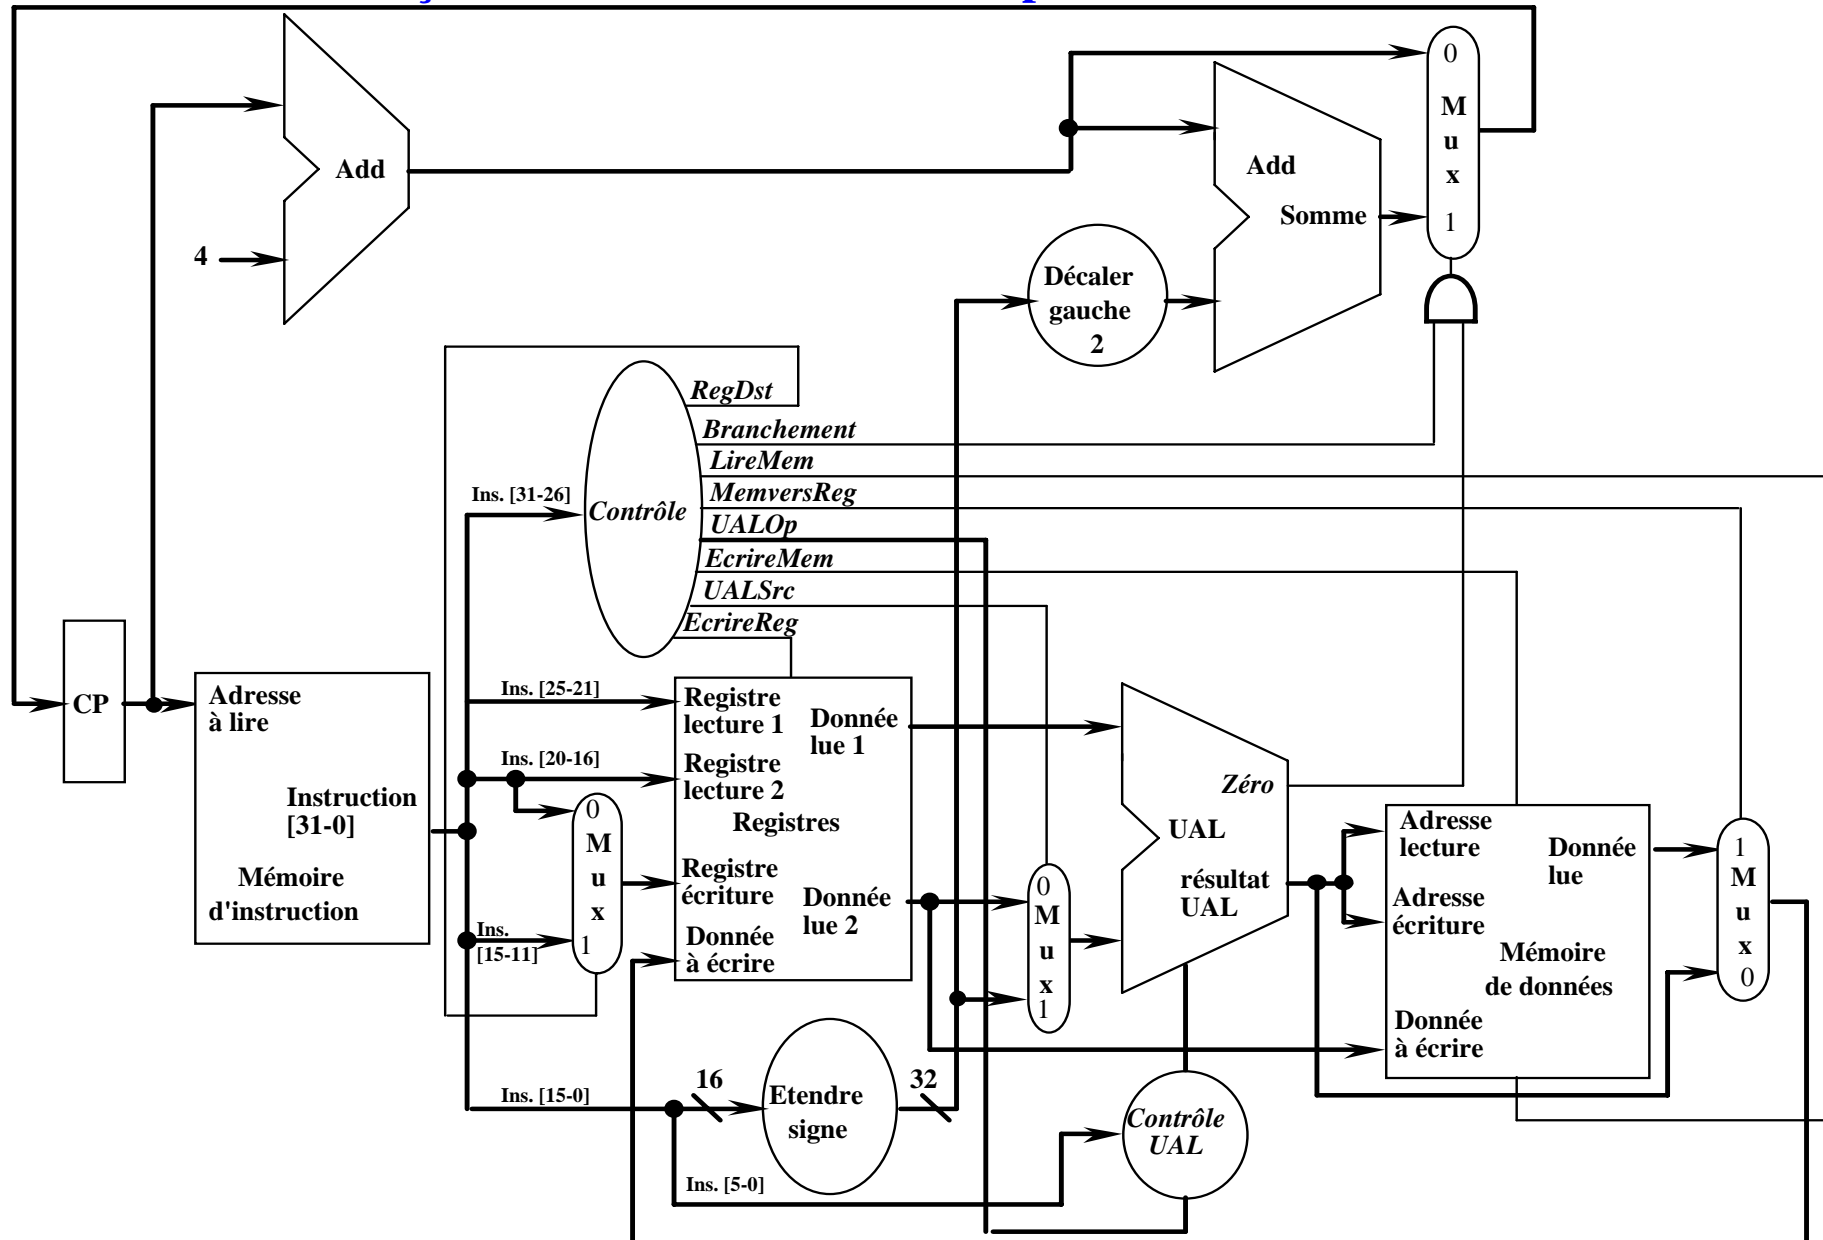 0
M
u
x
1
Add
Add
Somme
4
Décaler
gauche
2
RegDst
Branchement
LireMem
MemversReg
UALOp
EcrireMem
UALSrc
EcrireReg
Ins. [31-26]
Contrôle
CP
Adresse
à lire
Instruction
[31-0]
Mémoire
d'instruction
Ins. [25-21]
Ins. [20-16]
Ins.
[15-11]
0
M
u
x
1
Registre
lecture 1
Registre
lecture 2
Registres
Registre
écriture
Donnée
à écrire
Donnée
lue 1
Donnée
lue 2
0
M
u
x
1
Zéro
UAL
résultat
UAL
Adresse
lecture
Adresse
écriture
Donnée
lue
Mémoire
de données
Donnée
à écrire
1
M
u
x
0
Ins. [15-0]
16
Etendre
signe
32
Ins. [5-0]
Contrôle
UAL